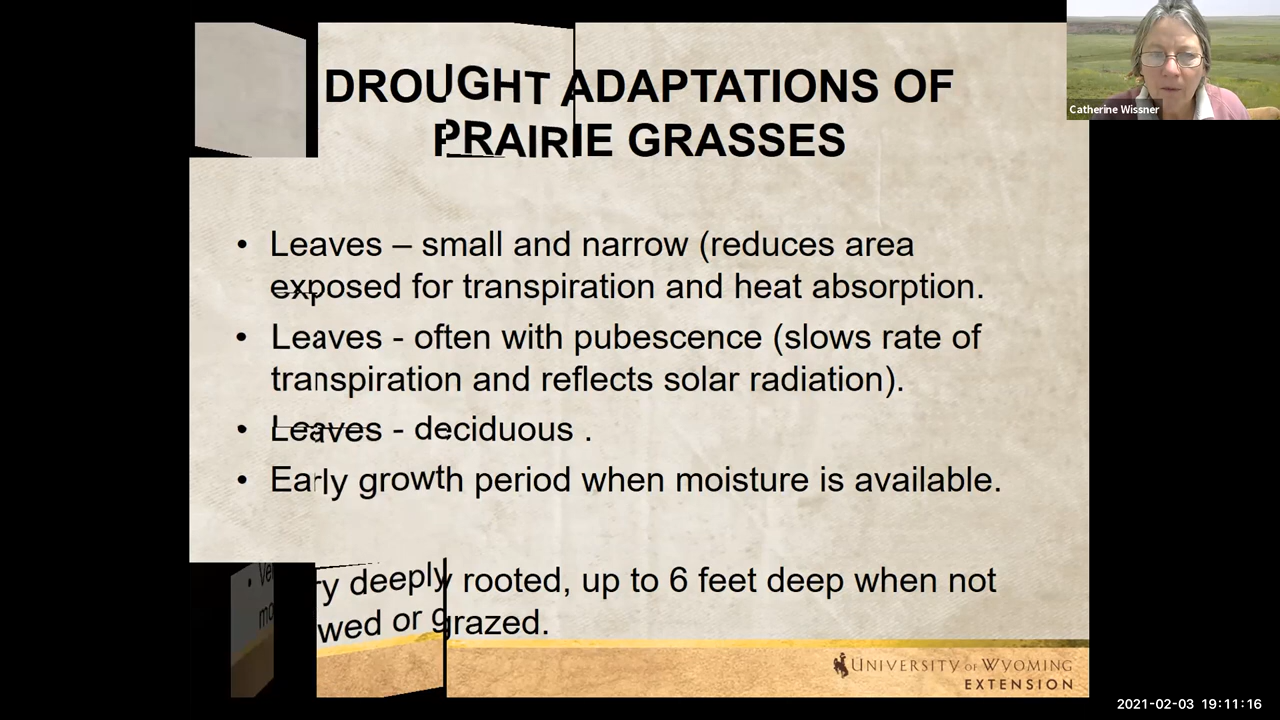 DROUGHT ADAPTATIONS OF
PRAIRIE GRASSES
Catherine Wissner
• Leaves – small and narrow (reduces area
exposed for transpiration and heat absorption.
• Leaves - often with pubescence (slows rate of
transpiration and reflects solar radiation).
• Leaves - deciduous .
• Early growth period when moisture is available.
• Very deeply rooted, up to 6 feet deep when not
mowed or grazed.
UNIVERSITY OF WYOMING
EXTENSION
2021-02-03 19:11:16